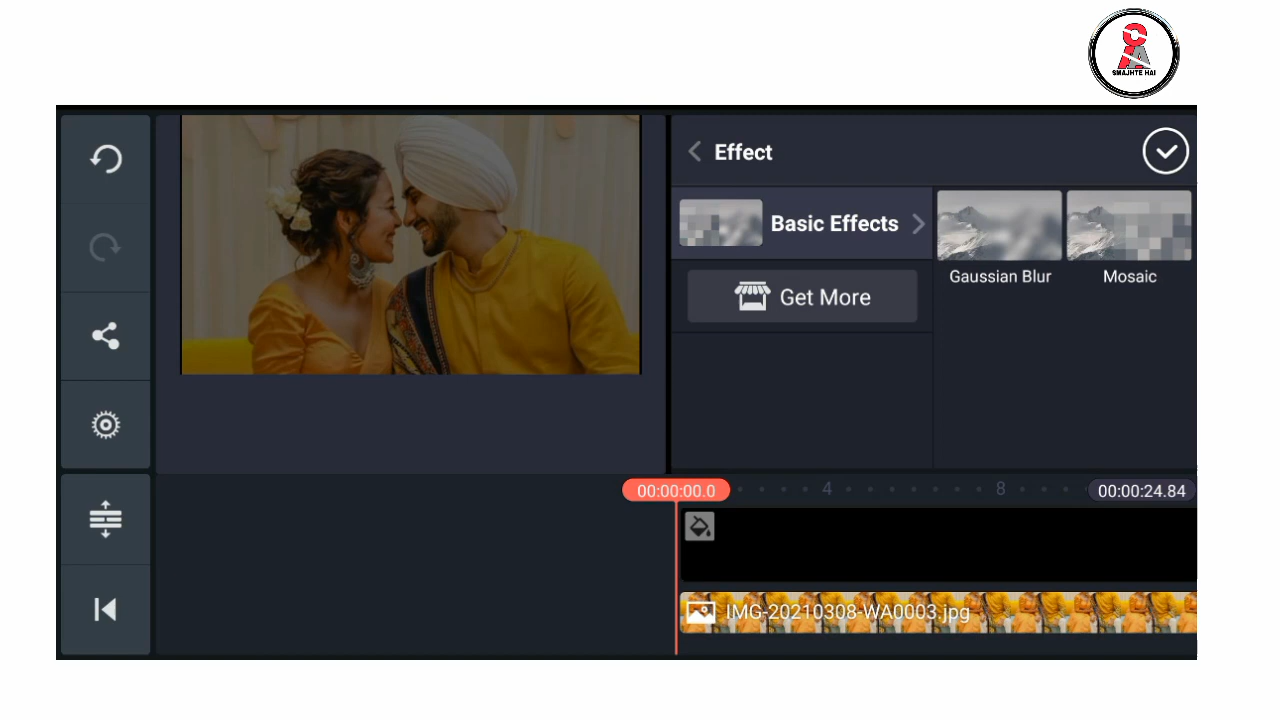 SMAJHTE HAI
Effect
Basic Effects
Get More
Gaussian Blur
Mosaic
00:00:00.0
4
8
00:00:24.84
IMG-20210308-WA0003.jpg